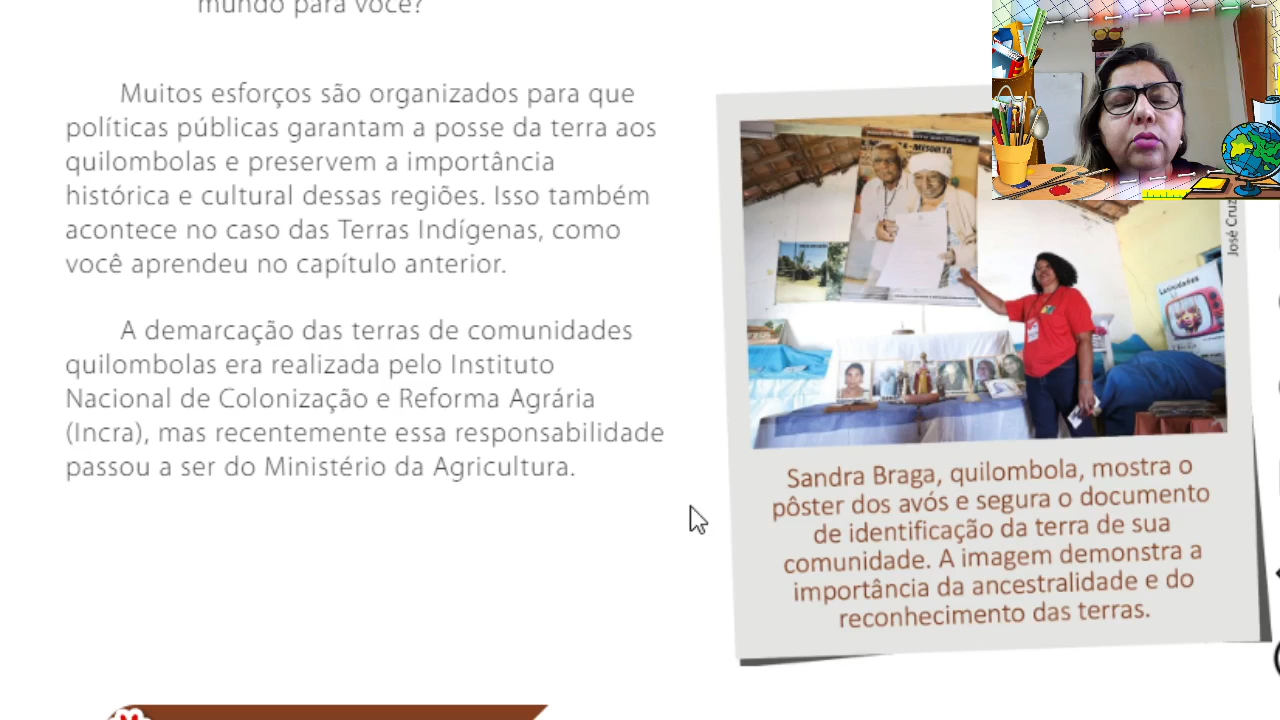 mundo para você?
Muitos esforços são organizados para que
políticas públicas garantam a posse da terra aos
quilombolas e preservem a importância
histórica e cultural dessas regiões. Isso também
acontece no caso das Terras Indígenas, como
você aprendeu no capítulo anterior.
A demarcação das terras de comunidades
quilombolas era realizada pelo Instituto
Nacional de Colonização e Reforma Agrária
(Incra), mas recentemente essa responsabilidade
passou a ser do Ministério da Agricultura.
José Cruz
Latinidades
Sandra Braga, quilombola, mostra o
pôster dos avós e segura o documento
de identificação da terra de sua
comunidade. A imagem demonstra a
importância da ancestralidade e do
reconhecimento das terras.